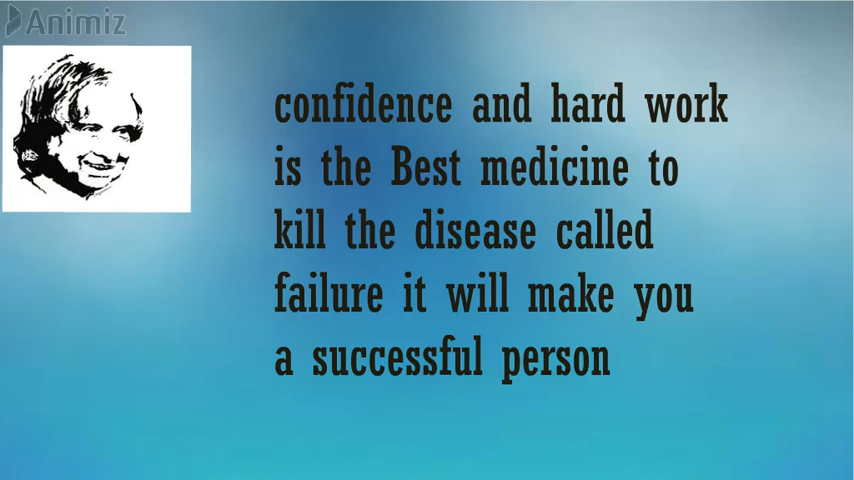 Animiz
confidence and hard work
is the Best medicine to
kill the disease called
failure it will make you
a successful person